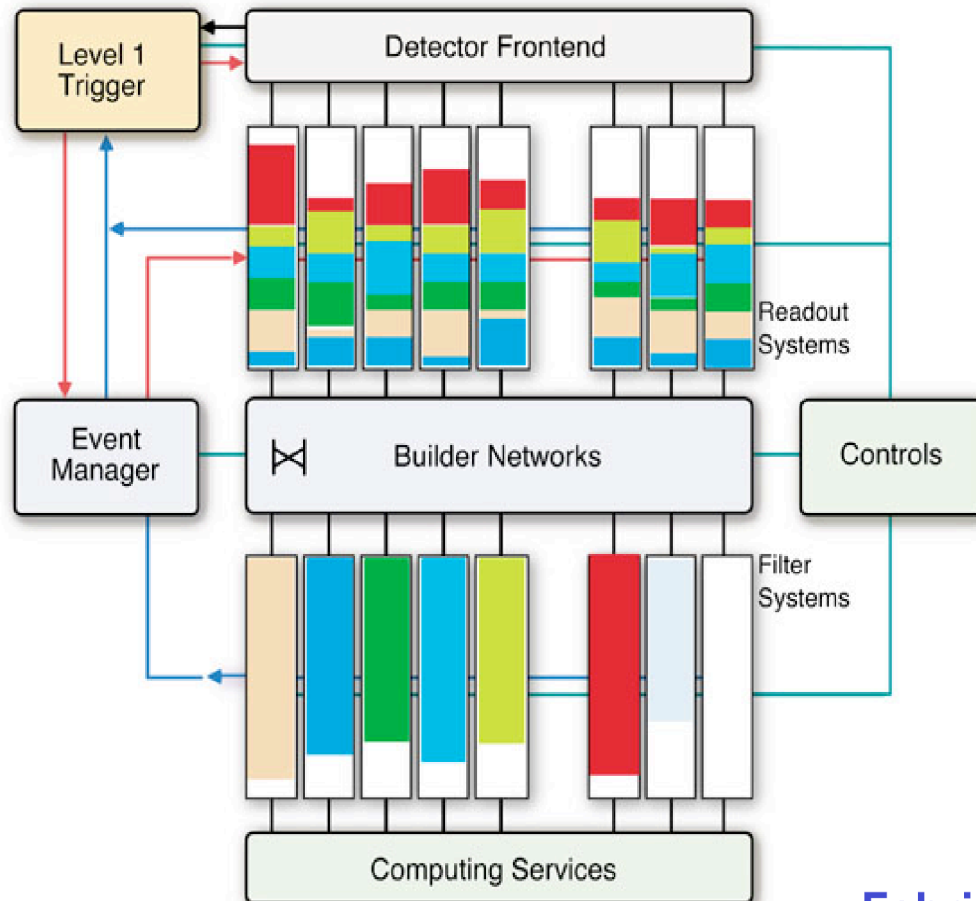 Level 1
Trigger
Detector Frontend
Readout
Systems
Event
Manager
Builder Networks
Controls
Filter
Systems
Computing Services